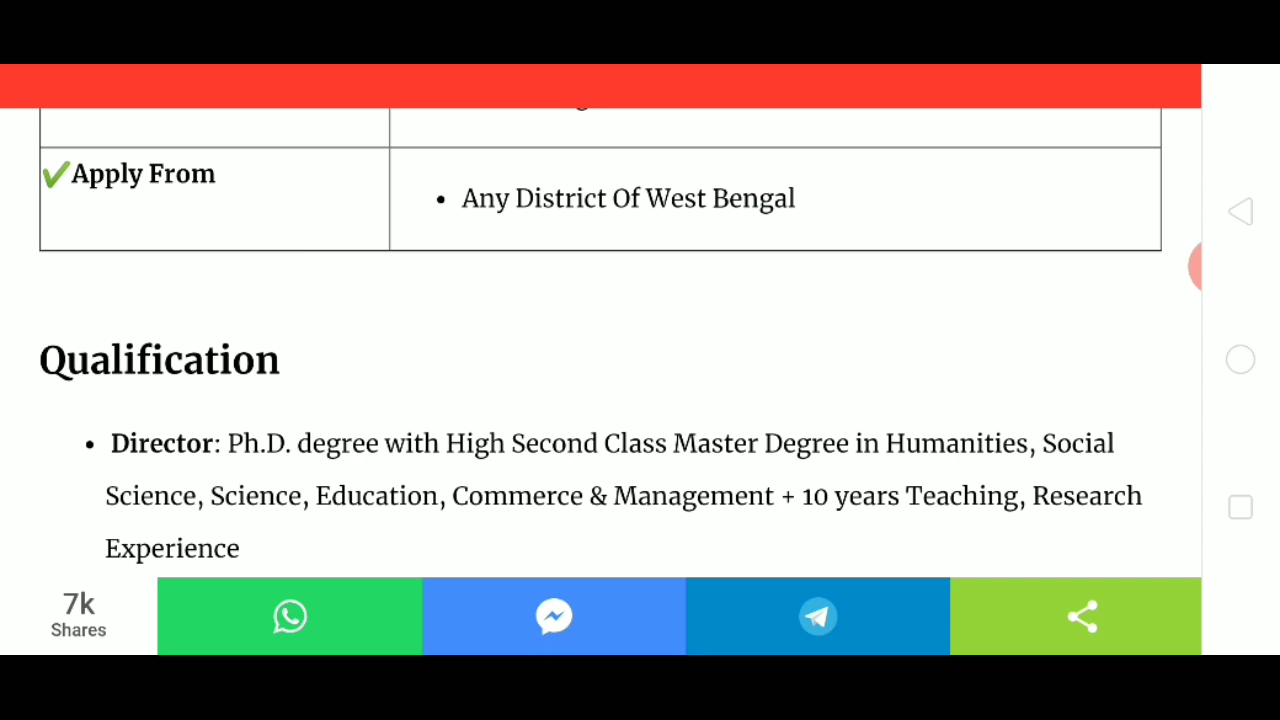 ✔Apply From
• Any District Of West Bengal
Qualification
• Director: Ph.D. degree with High Second Class Master Degree in Humanities, Social
Science, Science, Education, Commerce & Management + 10 years Teaching, Research
Experience
7k
Shares